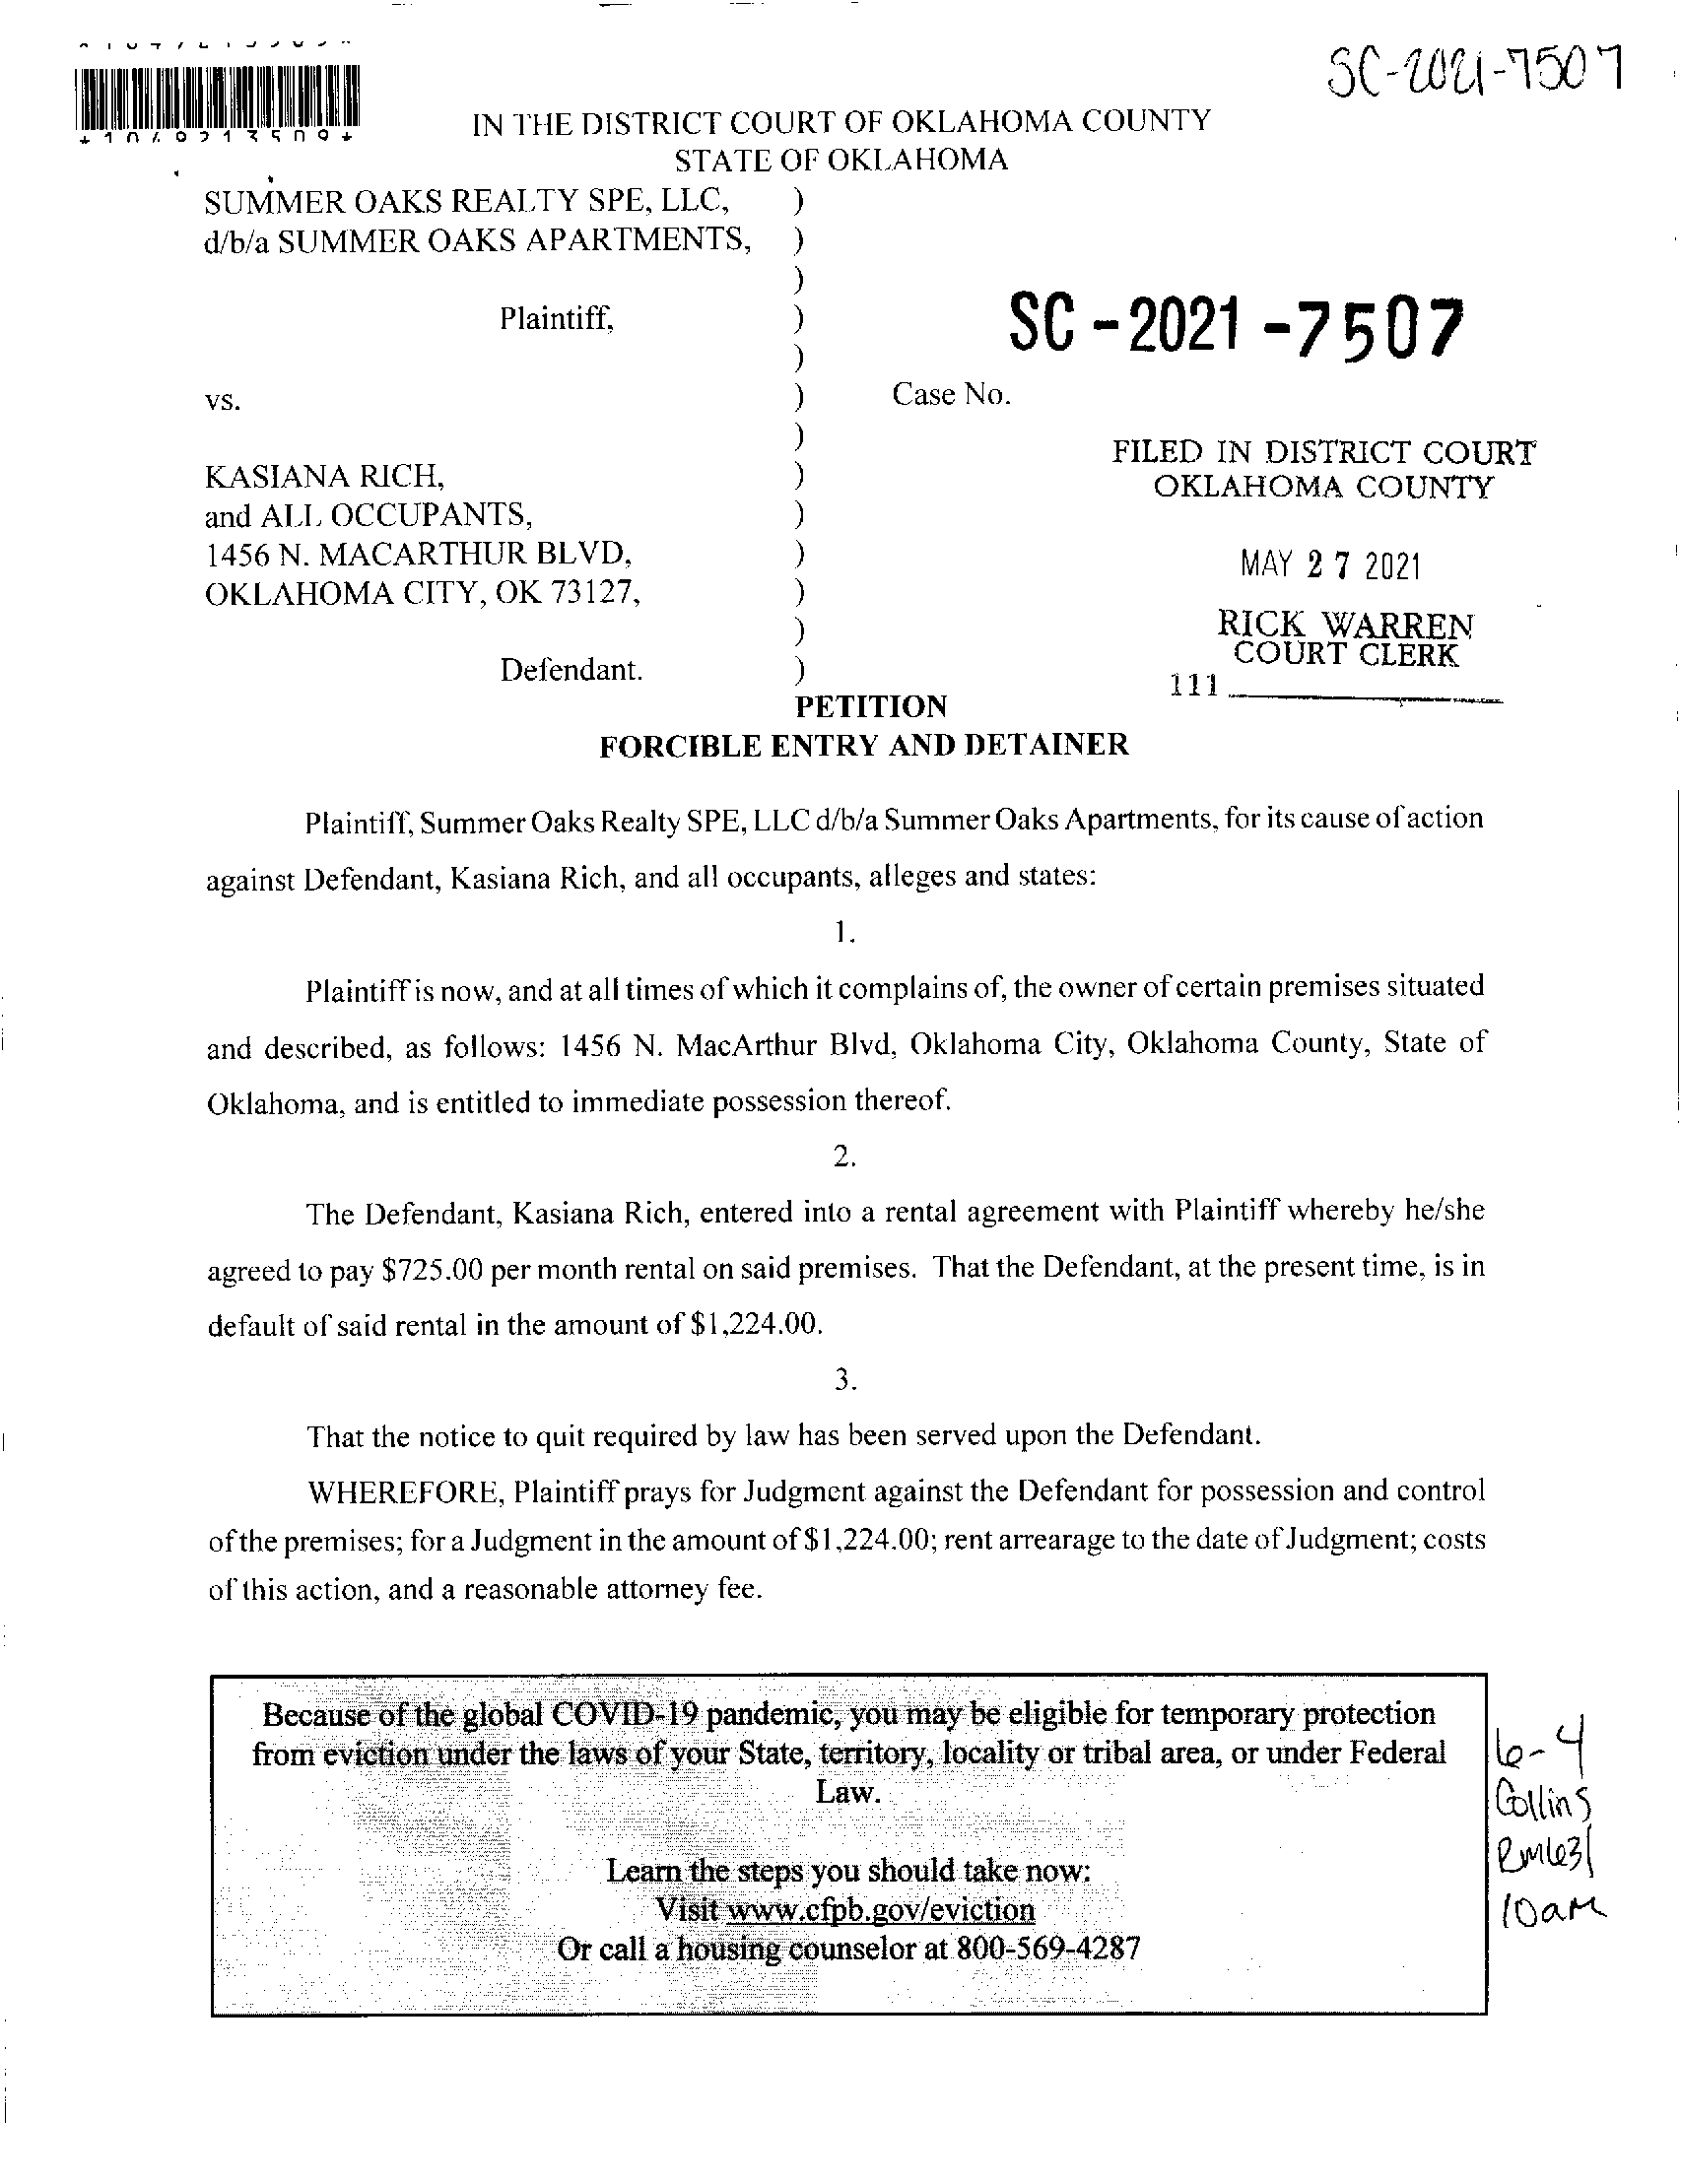 SC-2021-7507
IN THE DISTRICT COURT OF OKLAHOMA COUNTY
STATE OF OKLAHOMA
SUMMER OAKS REALTY SPE, LLC, )
d/b/a SUMMER OAKS APARTMENTS, )
)
Plaintiff, )
SC-2021-7507
)
vs. ) Case No.
)
FILED IN DISTRICT COURT
OKLAHOMA COUNTY
KASIANA RICH, )
and ALL OCCUPANTS, )
1456 N. MACARTHUR BLVD, )
MAY 27 2021
OKLAHOMA CITY, OK 73127, )
)
RICK WARREN
COURT CLERK
Defendant. )
111
PETITION
FORCIBLE ENTRY AND DETAINER
Plaintiff, Summer Oaks Realty SPE, LLC d/b/a Summer Oaks Apartments, for its cause of action
against Defendant, Kasiana Rich, and all occupants, alleges and states:
1.
Plaintiff is now, and at all times of which it complains of, the owner of certain premises situated
and described, as follows: 1456 N. MacArthur Blvd, Oklahoma City, Oklahoma County, State of
Oklahoma, and is entitled to immediate possession thereof.
2.
The Defendant, Kasiana Rich, entered into a rental agreement with Plaintiff whereby he/she
agreed to pay $725.00 per month rental on said premises. That the Defendant, at the present time, is in
default of said rental in the amount of $1,224.00.
3.
That the notice to quit required by law has been served upon the Defendant.
WHEREFORE, Plaintiff prays for Judgment against the Defendant for possession and control
of the premises; for a Judgment in the amount of $1,224.00; rent arrearage to the date of Judgment; costs
of this action, and a reasonable attorney fee.
Because of the global COVID-19 pandemic, you may be eligible for temporary protection
from eviction under the laws of your State, territory, locality or tribal area, or under Federal
Law.
Learn the steps you should take now:
Visit www.cfpb.gov/eviction
Or call a housing counselor at 800-569-4287
6-4
Collins
Rm631
10am